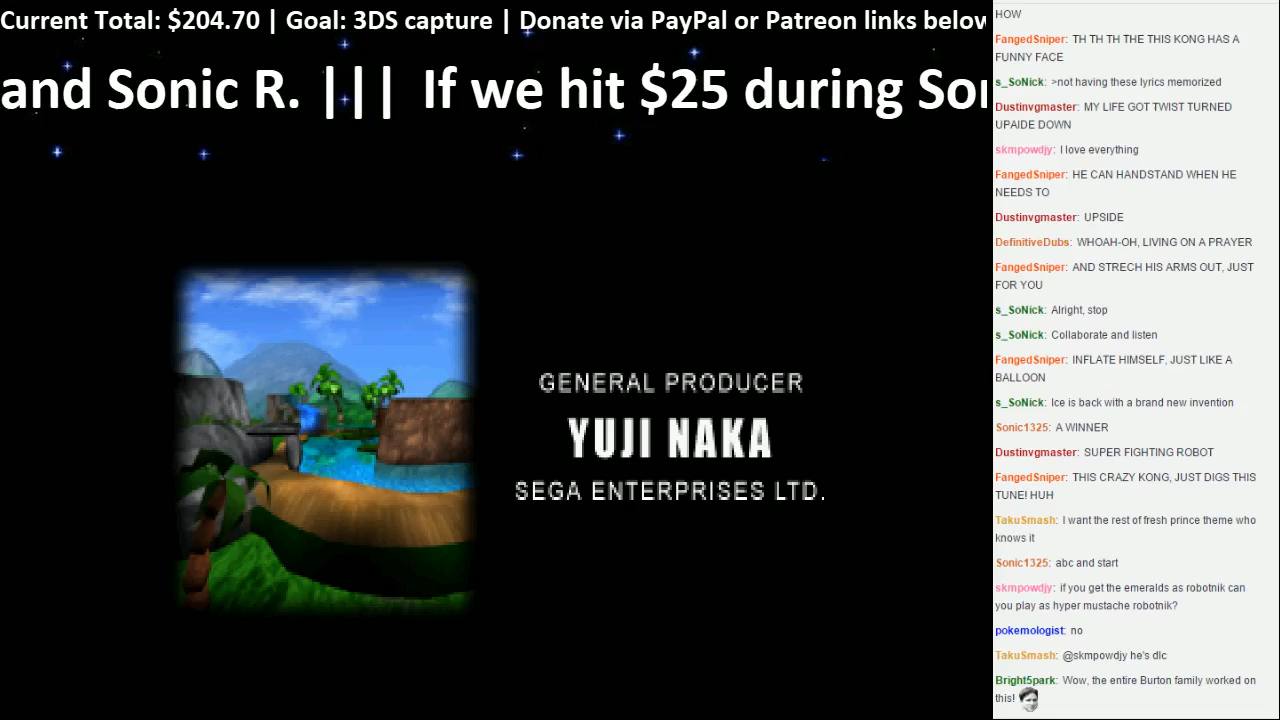 Current Total: $204.70 | Goal: 3DS capture | Donate via PayPal or Patreon links below
and Sonic R. ||| If we hit $25 during Son
GENERAL PRODUCER
YUJI NAKA
SEGA ENTERPRISES LTD.
HOW
FangedSniper: TH TH TH THE THIS KONG HAS A
FUNNY FACE
s_SoNick: >not having these lyrics memorized
Dustinvgmaster: MY LIFE GOT TWIST TURNED
UPAIDE DOWN
skmpowdjy: I love everything
FangedSniper: HE CAN HANDSTAND WHEN HE
NEEDS TO
Dustinvgmaster: UPSIDE
DefinitiveDubs: WHOAH-OH, LIVING ON A PRAYER
FangedSniper: AND STRECH HIS ARMS OUT, JUST
FOR YOU
s_SoNick: Alright, stop
s_SoNick: Collaborate and listen
FangedSniper: INFLATE HIMSELF, JUST LIKE A
BALLOON
s_SoNick: Ice is back with a brand new invention
Sonic1325: A WINNER
Dustinvgmaster: SUPER FIGHTING ROBOT
FangedSniper: THIS CRAZY KONG, JUST DIGS THIS
TUNE! HUH
TakuSmash: I want the rest of fresh prince theme who
knows it
Sonic1325: abc and start
skmpowdjy: if you get the emeralds as robotnik can
you play as hyper mustache robotnik?
pokemologist: no
TakuSmash: @skmpowdjy he's dlc
Bright5park: Wow, the entire Burton family worked on
this!